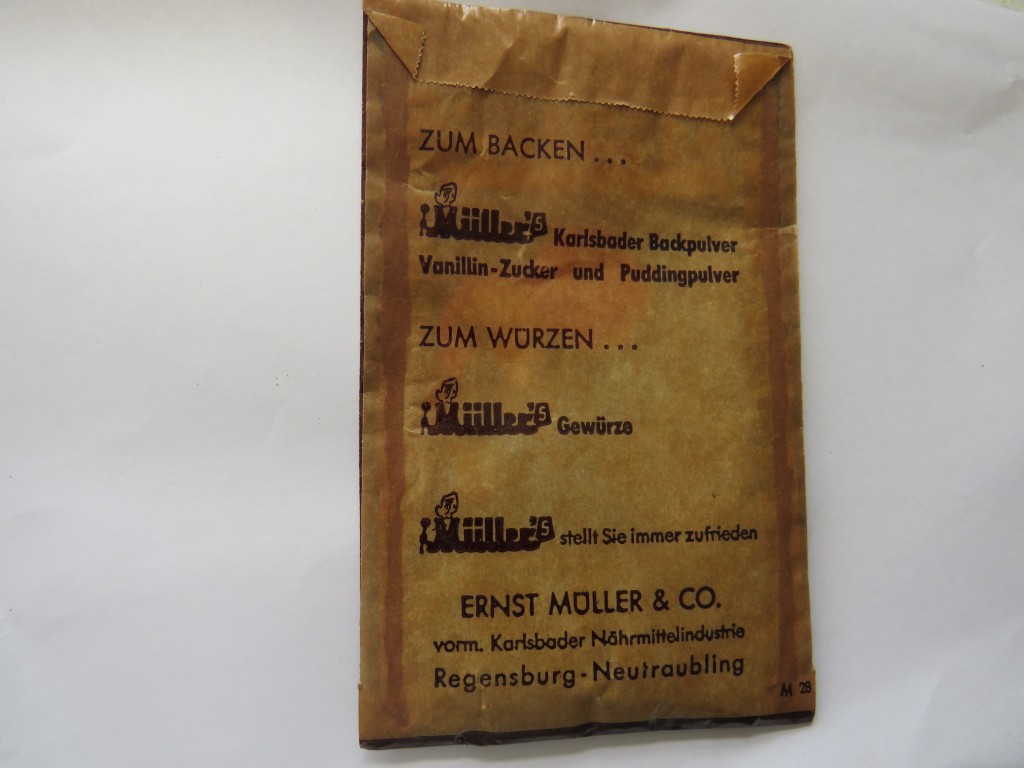 ZUM BACKEN...
Müller's Karlsbader Backpulver
Vanillin-Zucker und Puddingpulver
ZUM WÜRZEN...
Müller's Gewürze
Müller's stellt Sie immer zufrieden
ERNST MÜLLER & CO.
vorm. Karlsbader Nährmittelindustrie
Regensburg-Neutraubling
M 28